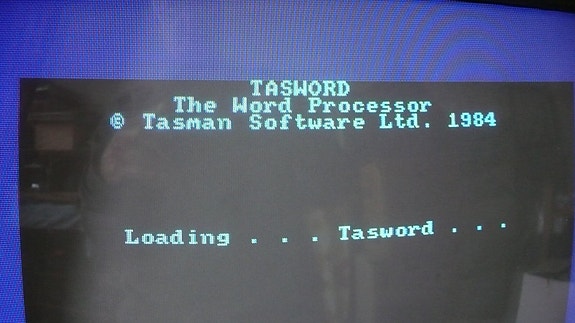 TASWORD
The Word Processor
© Tasman Software Ltd. 1984
Loading . . . Tasword . . .